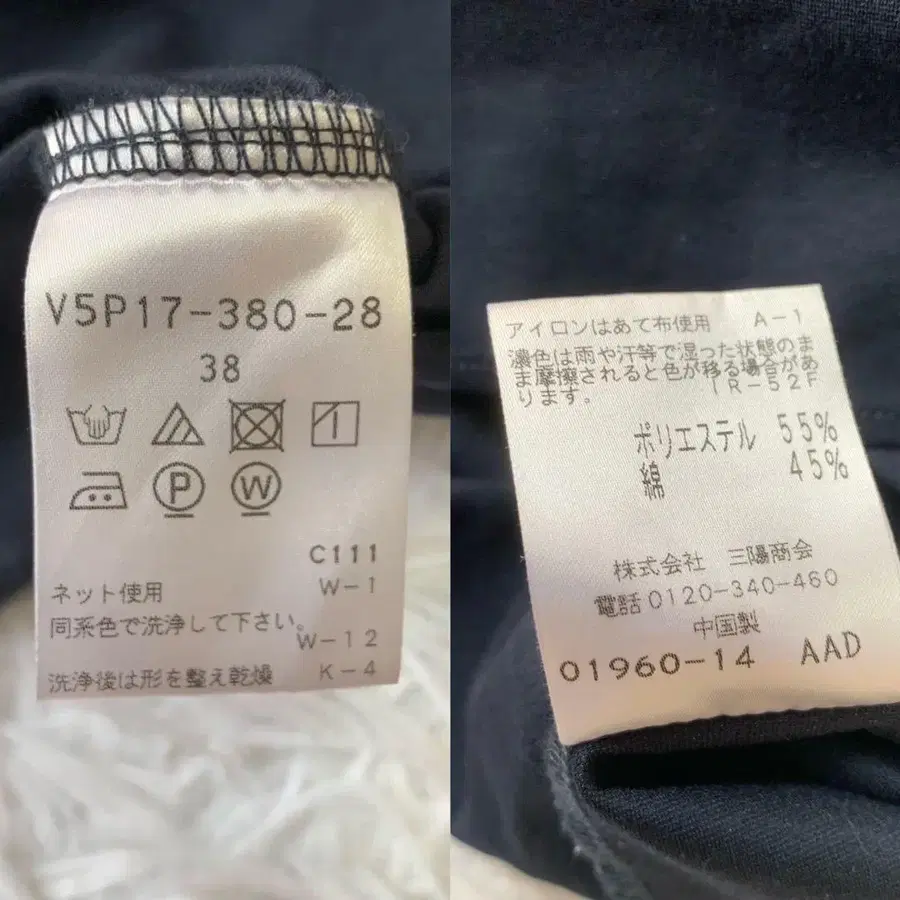 V5P17-380-28
38
P W
C111
ネット使用 W-1
同系色で洗浄して下さい。
W-12
洗浄後は形を整え乾燥 K-4
アイロンはあて布使用 A-1
濃色は雨や汗等で湿った状態のま
ま摩擦されると色が移る場合があ
ります。 IR-52F
ポリエステル 55%
綿 45%
株式会社 三陽商会
電話0120-340-460
中国製
01960-14 AAD